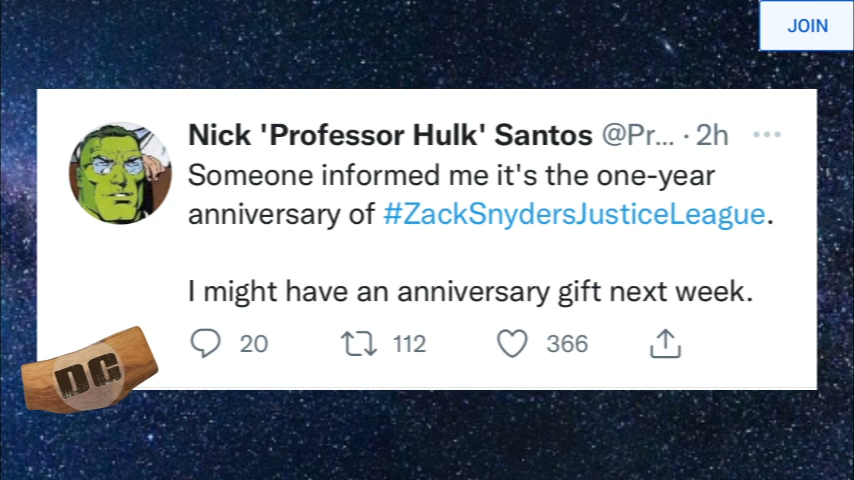 JOIN
Nick 'Professor Hulk' Santos @Pr... · 2h
Someone informed me it's the one-year
anniversary of #ZackSnydersJusticeLeague.
I might have an anniversary gift next week.
20 112 366
DG